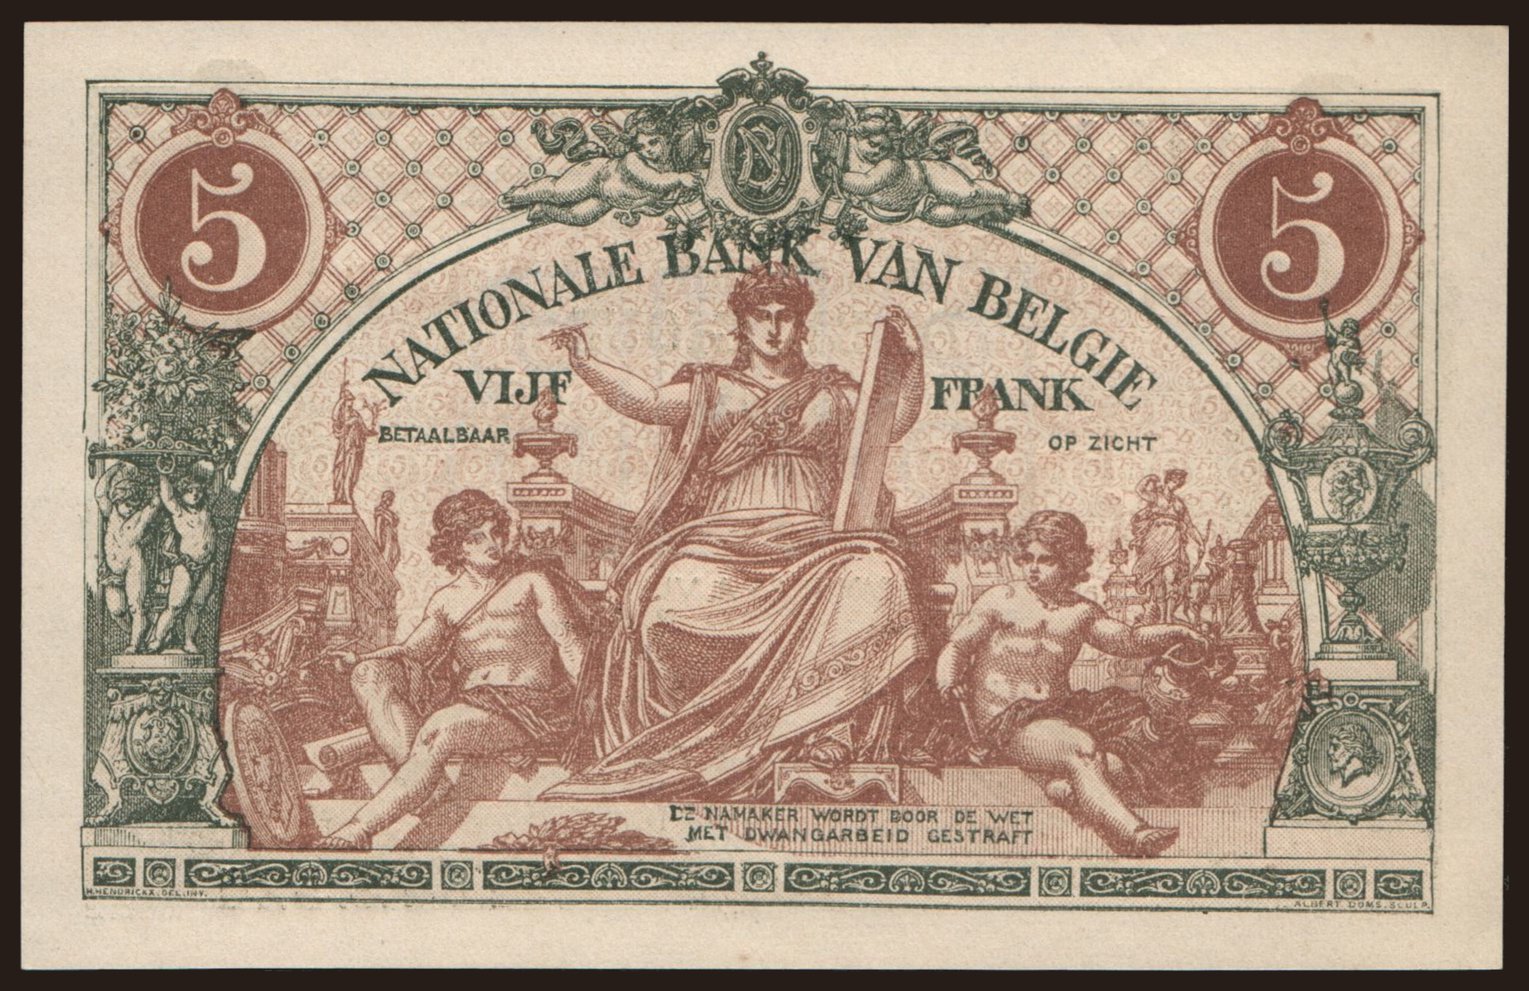 5 5
NATIONALE BANK VAN BELGIE
VIJF FRANK
BETAALBAAR OP ZICHT
DE NAMAKER WORDT DOOR DE WET
MET DWANGARBEID GESTRAFT
H. HENDRICKX. DEL. INV. ALBERT DOMS. SCULP.